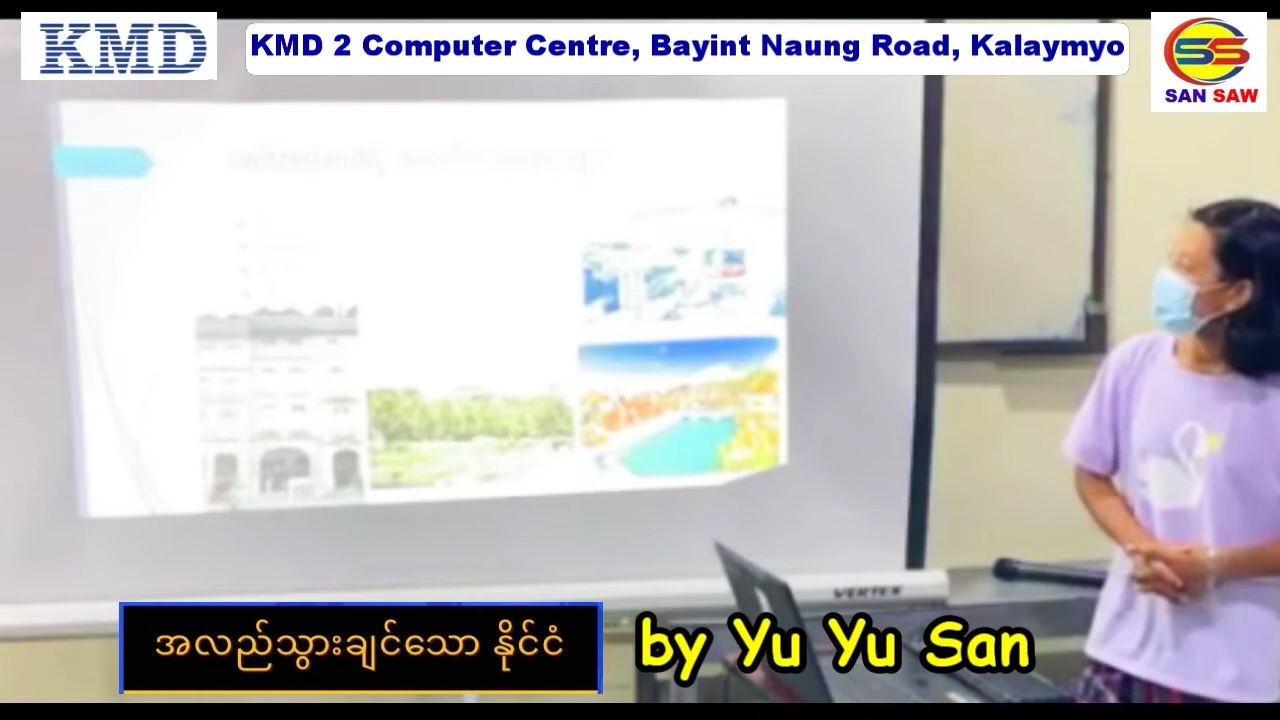 KMD
KMD 2 Computer Centre, Bayint Naung Road, Kalaymyo
SS
SAN SAW
VERTEX
အလည်သွားချင်သော နိုင်ငံ
by Yu Yu San